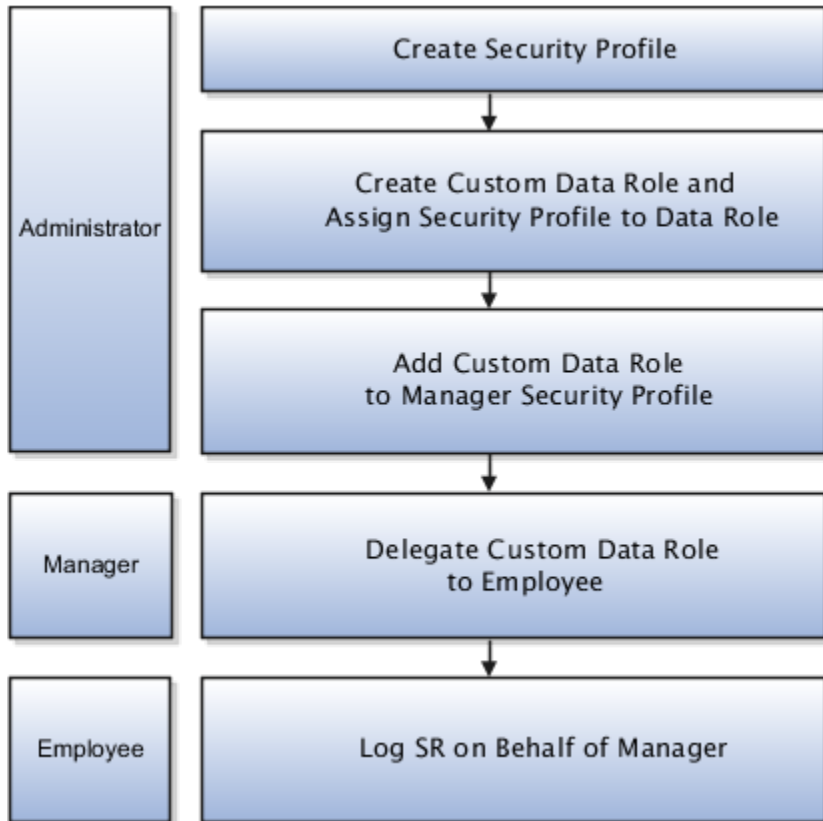 Create Security Profile
Administrator
Create Custom Data Role and
Assign Security Profile to Data Role
Add Custom Data Role
to Manager Security Profile
Manager
Delegate Custom Data Role
to Employee
Employee
Log SR on Behalf of Manager